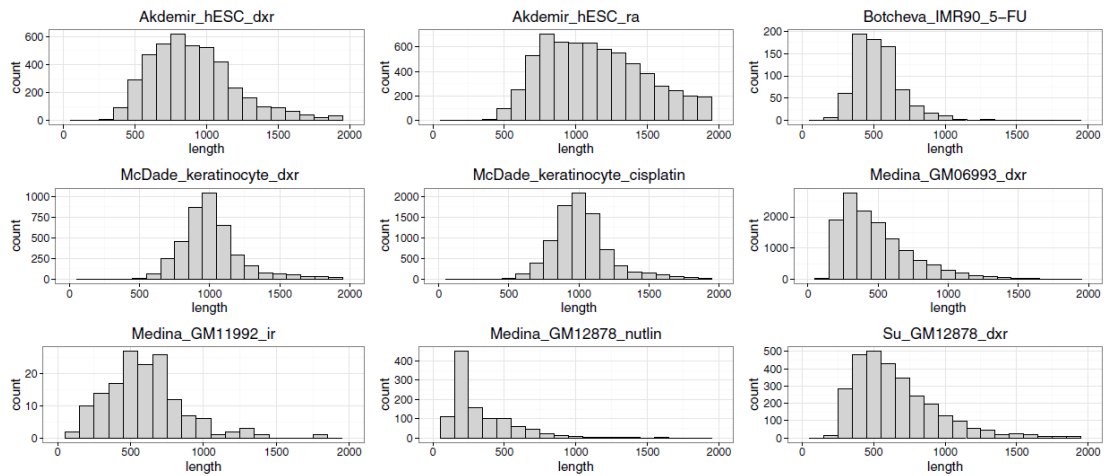 Akdemir_hESC_dxr
600
400
200
0
count
0 500 1000 1500 2000
length
Akdemir_hESC_ra
600
400
200
0
count
0 500 1000 1500 2000
length
Botcheva_IMR90_5−FU
200
150
100
50
0
count
0 500 1000 1500 2000
length
McDade_keratinocyte_dxr
1000
750
500
250
0
count
0 500 1000 1500 2000
length
McDade_keratinocyte_cisplatin
2000
1500
1000
500
0
count
0 500 1000 1500 2000
length
Medina_GM06993_dxr
2000
1000
0
count
0 500 1000 1500 2000
length
Medina_GM11992_ir
20
10
0
count
0 500 1000 1500 2000
length
Medina_GM12878_nutlin
400
300
200
100
0
count
0 500 1000 1500 2000
length
Su_GM12878_dxr
500
400
300
200
100
0
count
0 500 1000 1500 2000
length